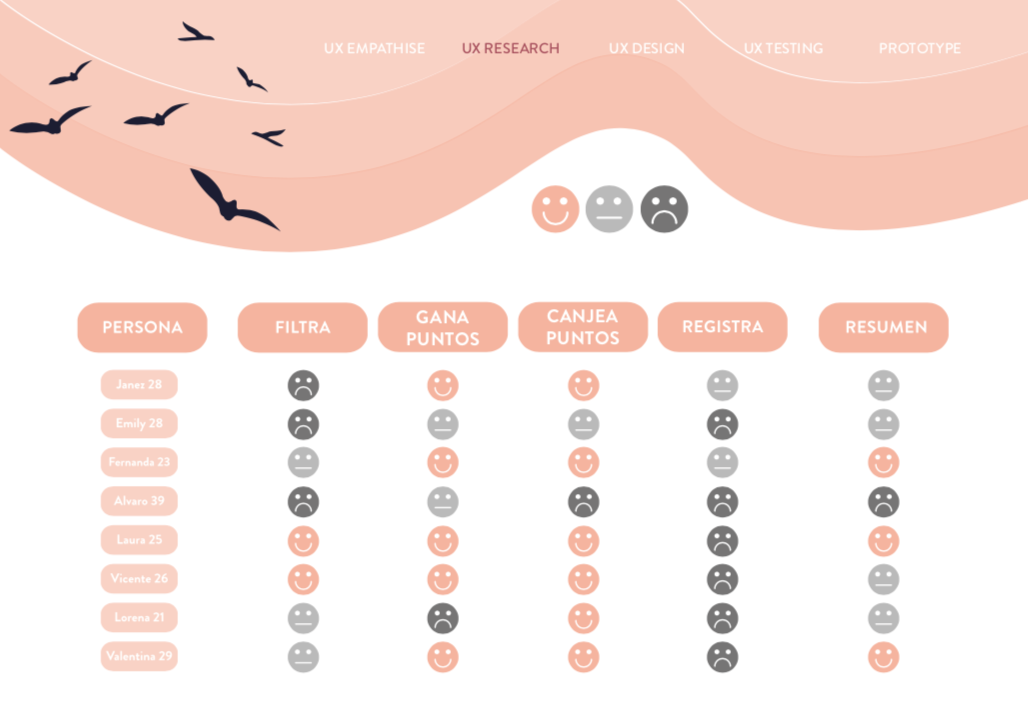 UX EMPATHISE UX RESEARCH UX DESIGN UX TESTING PROTOTYPE
PERSONA
FILTRA
GANA
PUNTOS
CANJEA
PUNTOS
REGISTRA
RESUMEN
Janez 28
Emily 28
Fernanda 23
Alvaro 39
Laura 25
Vicente 26
Lorena 21
Valentina 29